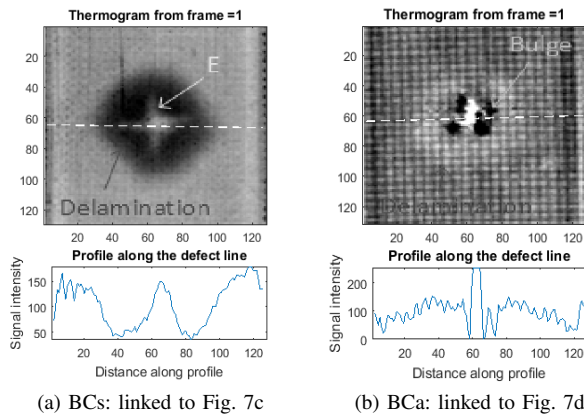 Thermogram from frame =1
Thermogram from frame =1
20
40
60
80
100
120
20 40 60 80 100 120
E
Delamination
20
40
60
80
100
120
20 40 60 80 100 120
Bulge
Delamination
Profile along the defect line
Signal intensity
150
100
50
20 40 60 80 100 120
Distance along profile
Profile along the defect line
Signal intensity
200
100
0
20 40 60 80 100 120
Distance along profile
(a) BCs: linked to Fig. 7c
(b) BCa: linked to Fig. 7d